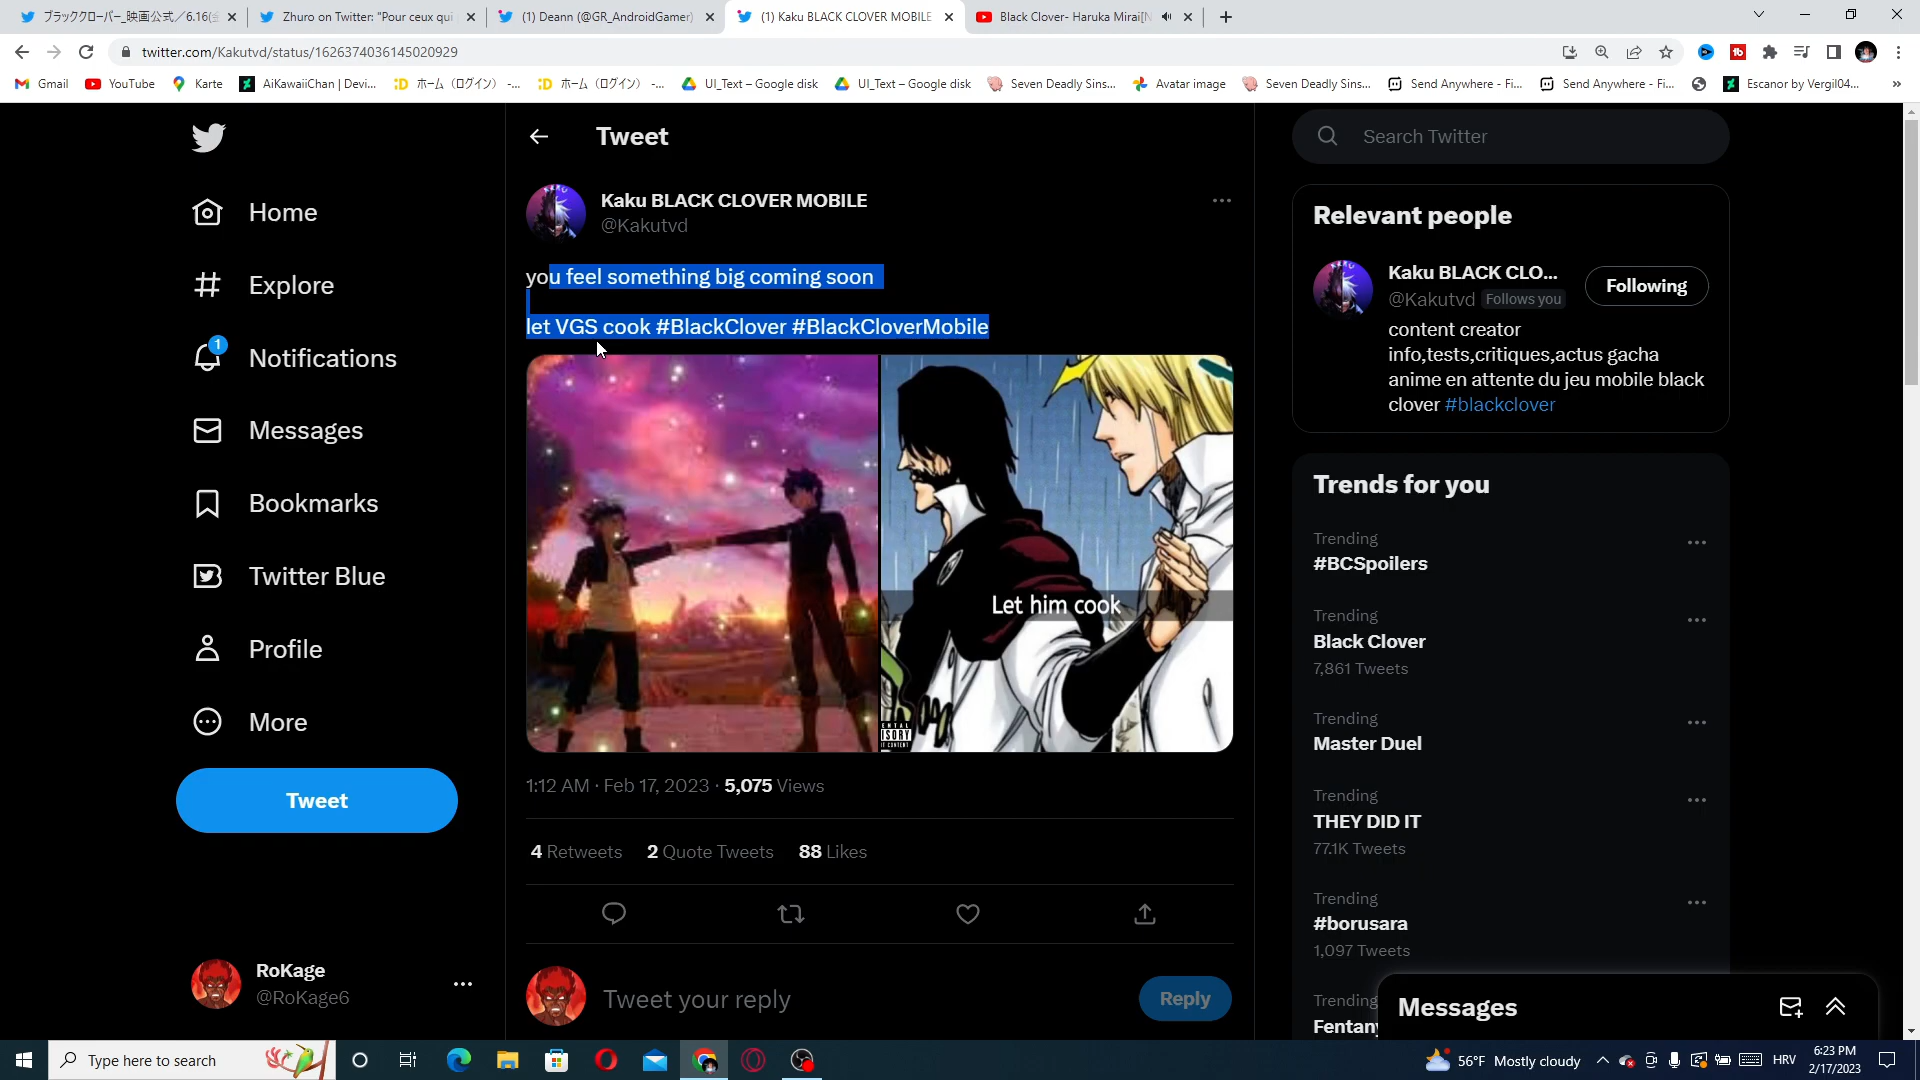 ブラッククローバー_映画公式／6.16(
Zhuro on Twitter: "Pour ceux qui
(1) Deann (@GR_AndroidGamer)
(1) Kaku BLACK CLOVER MOBILE
Black Clover- Haruka Mirai[N
twitter.com/Kakutvd/status/1626374036145020929
Gmail
YouTube
Karte
AiKawaiiChan | Devi...
ホーム（ログイン） -...
ホーム（ログイン） -...
UI_Text – Google disk
UI_Text – Google disk
Seven Deadly Sins...
Avatar image
Seven Deadly Sins...
Send Anywhere - Fi...
Send Anywhere - Fi...
Escanor by Vergil04...
Home
Explore
1
Notifications
Messages
Bookmarks
Twitter Blue
Profile
More
Tweet
RoKage
@RoKage6
Tweet
Kaku BLACK CLOVER MOBILE
@Kakutvd
you feel something big coming soon
let VGS cook #BlackClover #BlackCloverMobile
Let him cook
1:12 AM · Feb 17, 2023 · 5,075 Views
4 Retweets 2 Quote Tweets 88 Likes
Tweet your reply
Reply
Search Twitter
Relevant people
Kaku BLACK CLO...
@Kakutvd Follows you
Following
content creator
info,tests,critiques,actus gacha
anime en attente du jeu mobile black
clover #blackclover
Trends for you
Trending
#BCSpoilers
Trending
Black Clover
7,861 Tweets
Trending
Master Duel
Trending
THEY DID IT
77.1K Tweets
Trending
#borusara
1,097 Tweets
Trending
Fentany
Messages
Type here to search
56°F Mostly cloudy
HRV
6:23 PM
2/17/2023